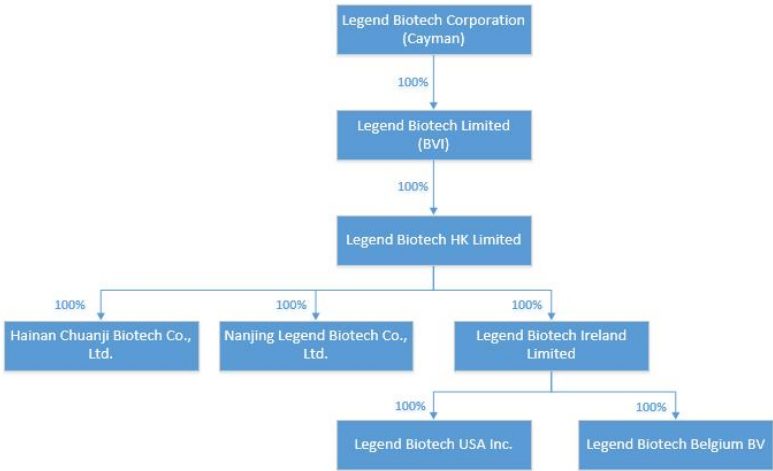 Legend Biotech Corporation
(Cayman)
100%
Legend Biotech Limited
(BVI)
100%
Legend Biotech HK Limited
100%
100%
100%
Hainan Chuanji Biotech Co.,
Ltd.
Nanjing Legend Biotech Co.,
Ltd.
Legend Biotech Ireland
Limited
100%
100%
Legend Biotech USA Inc.
Legend Biotech Belgium BV